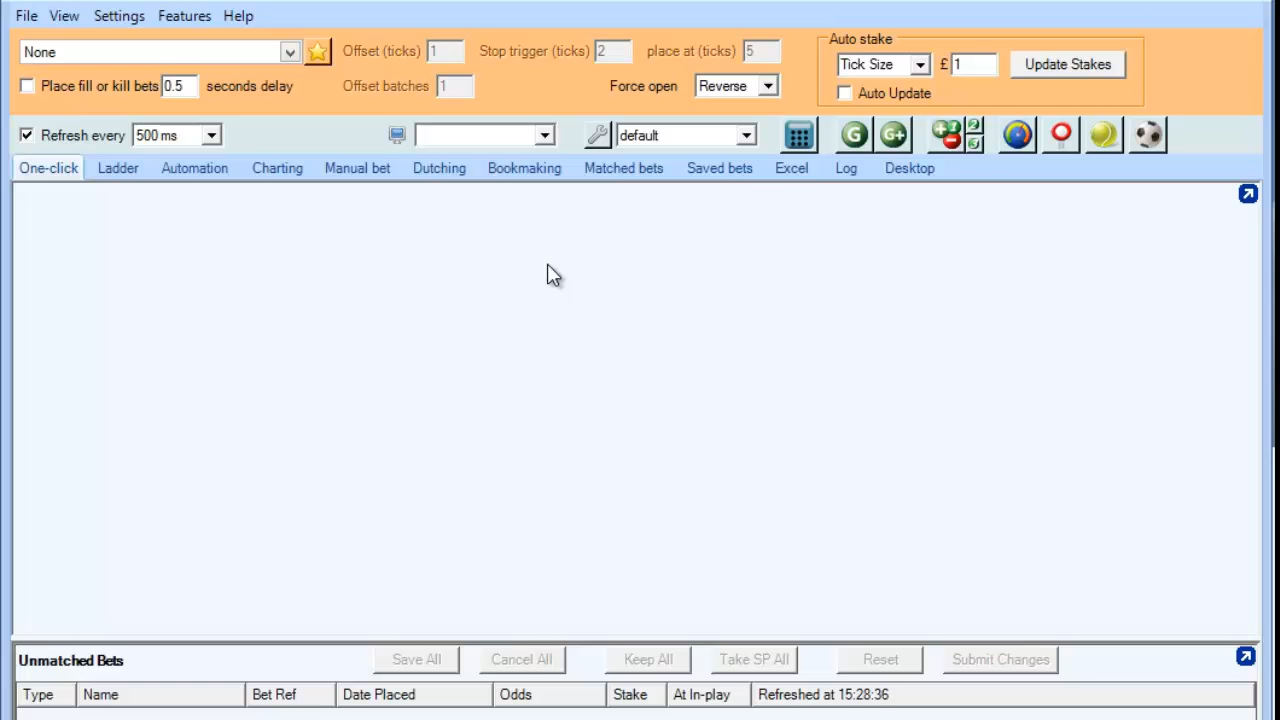 File View Settings Features Help
Auto stake
None Offset (ticks) 1 Stop trigger (ticks) 2 place at (ticks) 5
Tick Size £ 1 Update Stakes
Place fill or kill bets 0.5 seconds delay Offset batches 1 Force open Reverse
Auto Update
Refresh every 500 ms default G G+
One-click Ladder Automation Charting Manual bet Dutching Bookmaking Matched bets Saved bets Excel Log Desktop
Unmatched Bets Save All Cancel All Keep All Take SP All Reset Submit Changes
Type Name Bet Ref Date Placed Odds Stake At In-play Refreshed at 15:28:36